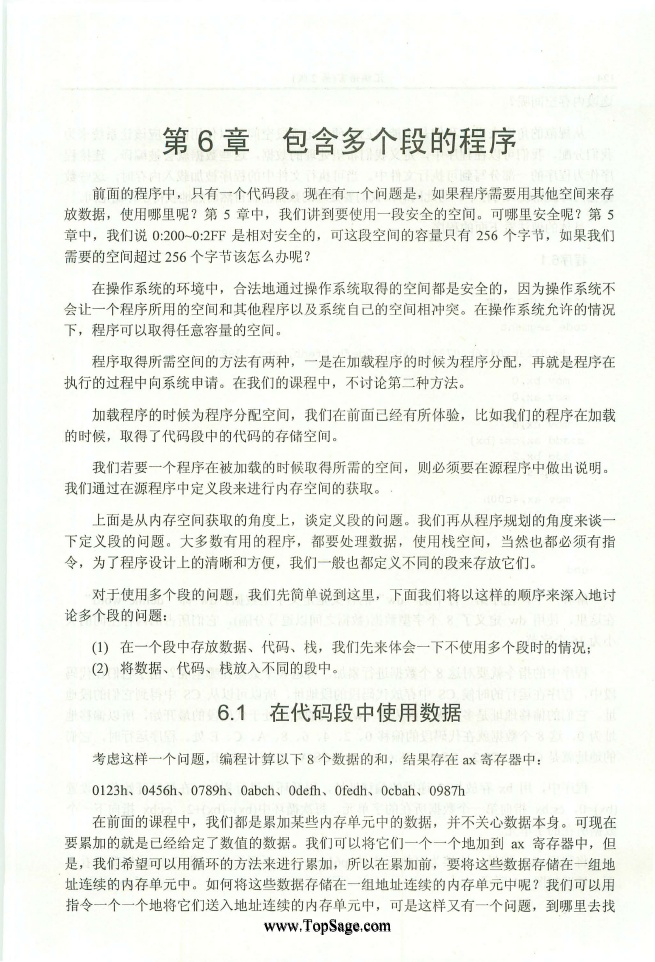 第 6 章 包含多个段的程序
前面的程序中，只有一个代码段。现在有一个问题是，如果程序需要用其他空间来存
放数据，使用哪里呢？第 5 章中，我们讲到要使用一段安全的空间。可哪里安全呢？第 5
章中，我们说 0:200~0:2FF 是相对安全的，可这段空间的容量只有 256 个字节，如果我们
需要的空间超过 256 个字节该怎么办呢？
在操作系统的环境中，合法地通过操作系统取得的空间都是安全的，因为操作系统不
会让一个程序所用的空间和其他程序以及系统自己的空间相冲突。在操作系统允许的情况
下，程序可以取得任意容量的空间。
程序取得所需空间的方法有两种，一是在加载程序的时候为程序分配，再就是程序在
执行的过程中向系统申请。在我们的课程中，不讨论第二种方法。
加载程序的时候为程序分配空间，我们在前面已经有所体验，比如我们的程序在加载
的时候，取得了代码段中的代码的存储空间。
我们若要一个程序在被加载的时候取得所需的空间，则必须要在源程序中做出说明。
我们通过在源程序中定义段来进行内存空间的获取。
上面是从内存空间获取的角度上，谈定义段的问题。我们再从程序规划的角度来谈一
下定义段的问题。大多数有用的程序，都要处理数据，使用栈空间，当然也都必须有指
令，为了程序设计上的清晰和方便，我们一般也都定义不同的段来存放它们。
对于使用多个段的问题，我们先简单说到这里，下面我们将以这样的顺序来深入地讨
论多个段的问题：
(1) 在一个段中存放数据、代码、栈，我们先来体会一下不使用多个段时的情况；
(2) 将数据、代码、栈放入不同的段中。
6.1 在代码段中使用数据
考虑这样一个问题，编程计算以下 8 个数据的和，结果存在 ax 寄存器中：
0123h、0456h、0789h、0abch、0defh、0fedh、0cbah、0987h
在前面的课程中，我们都是累加某些内存单元中的数据，并不关心数据本身。可现在
要累加的就是已经给定了数值的数据。我们可以将它们一个一个地加到 ax 寄存器中，但
是，我们希望可以用循环的方法来进行累加，所以在累加前，要将这些数据存储在一组地
址连续的内存单元中。如何将这些数据存储在一组地址连续的内存单元中呢？我们可以用
指令一个一个地将它们送入地址连续的内存单元中，可是这样又有一个问题，到哪里去找
www.TopSage.com